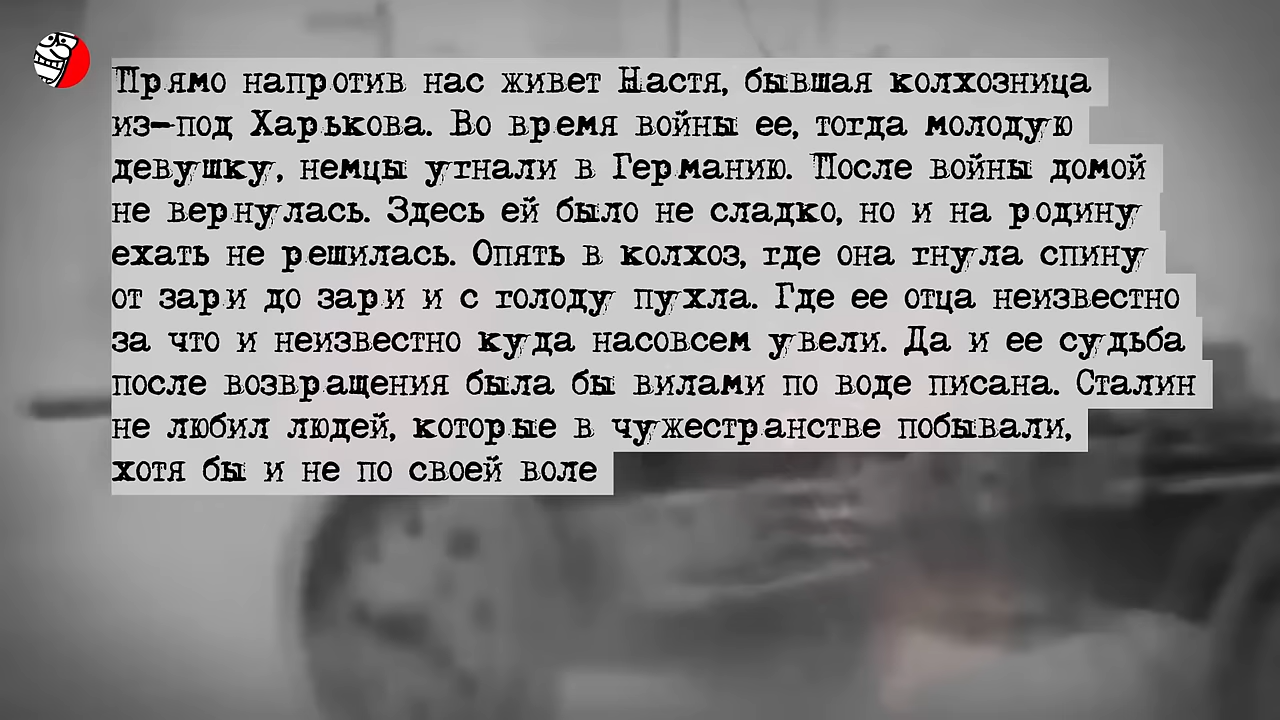 Прямо напротив нас живет Настя, бывшая колхозница
из-под Харькова. Во время войны ее, тогда молодую
девушку, немцы угнали в Германию. После войны домой
не вернулась. Здесь ей было не сладко, но и на родину
ехать не решилась. Опять в колхоз, где она гнула спину
от зари до зари и с голоду пухла. Где ее отца неизвестно
за что и неизвестно куда насовсем увели. Да и ее судьба
после возвращения была бы вилами по воде писана. Сталин
не любил людей, которые в чужестранстве побывали,
хотя бы и не по своей воле